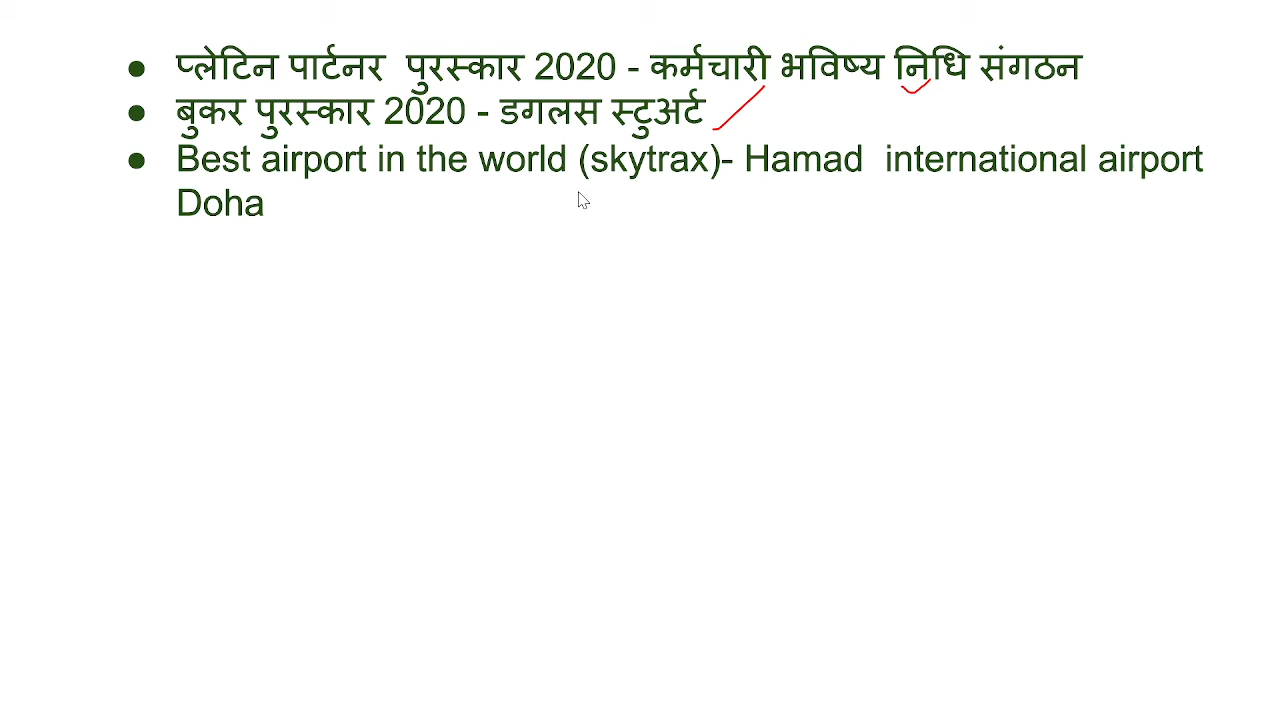 ● प्लेटिन पार्टनर पुरस्कार 2020 - कर्मचारी भविष्य निधि संगठन
● बुकर पुरस्कार 2020 - डगलस स्टुअर्ट
● Best airport in the world (skytrax)- Hamad international airport
Doha